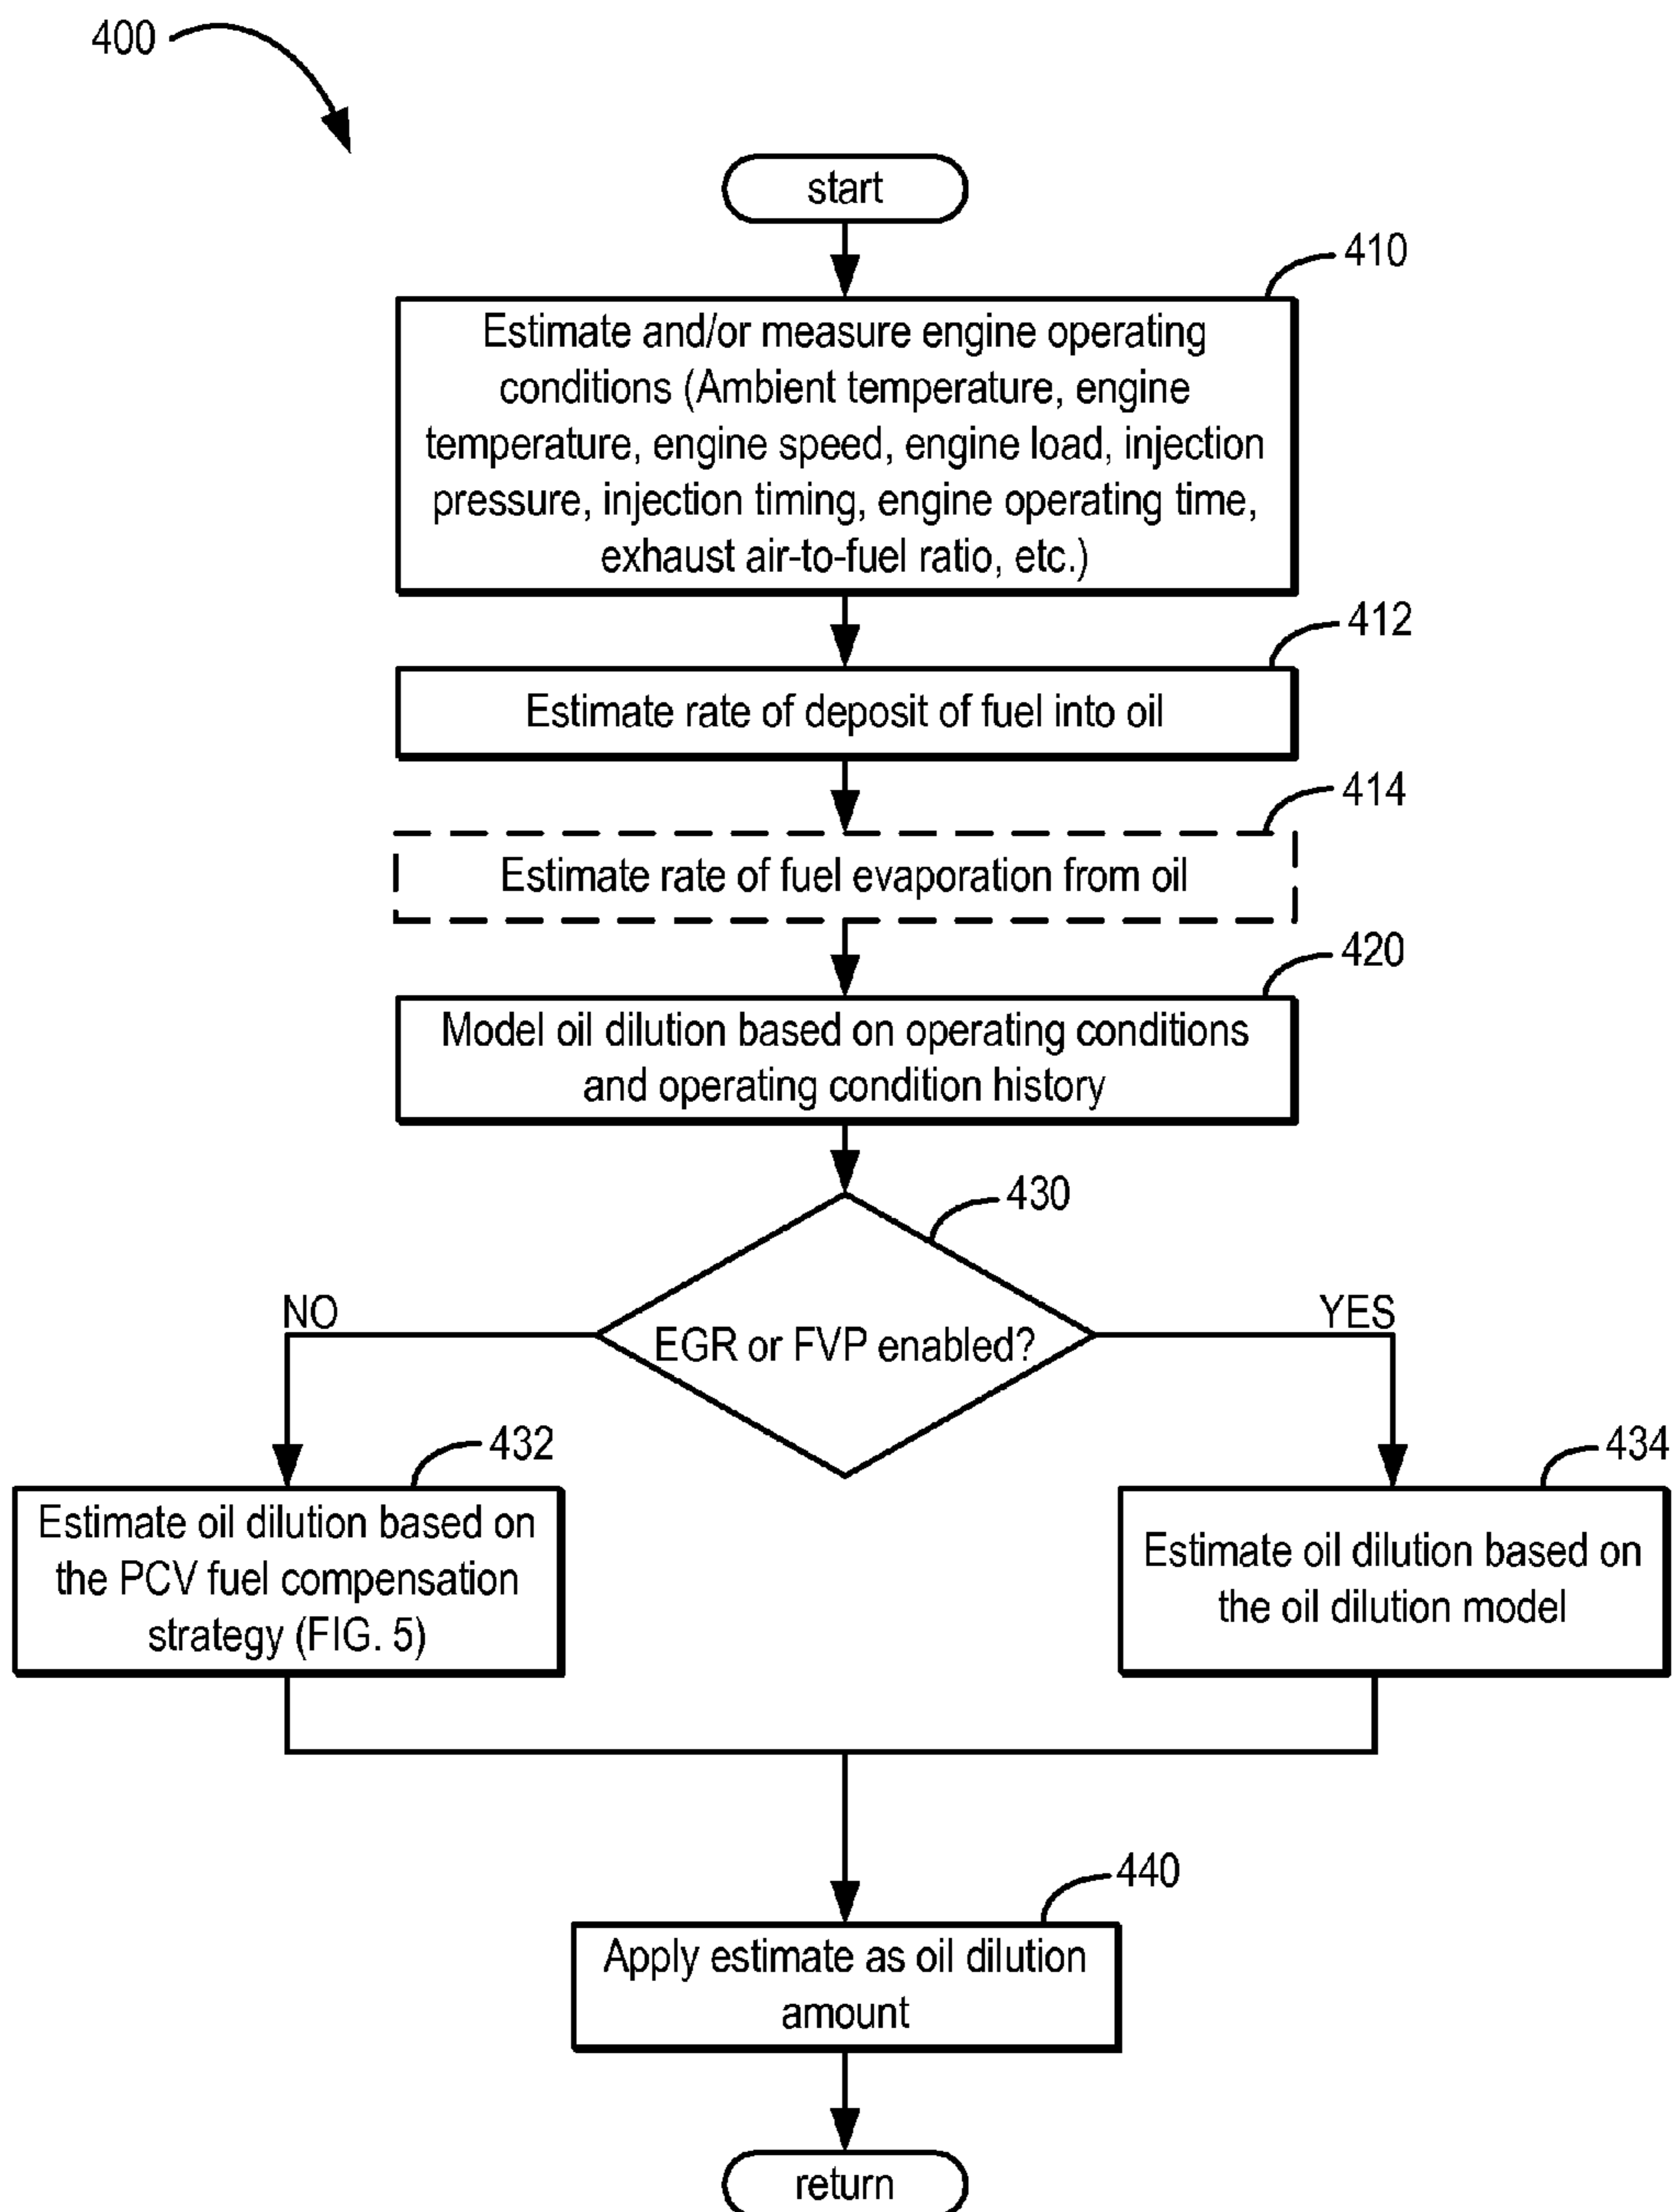 400
start
410
Estimate and/or measure engine operating
conditions (Ambient temperature, engine
temperature, engine speed, engine load, injection
pressure, injection timing, engine operating time,
exhaust air-to-fuel ratio, etc.)
412
Estimate rate of deposit of fuel into oil
414
Estimate rate of fuel evaporation from oil
420
Model oil dilution based on operating conditions
and operating condition history
430
EGR or FVP enabled?
NO
YES
432
Estimate oil dilution based on
the PCV fuel compensation
strategy (FIG. 5)
434
Estimate oil dilution based on
the oil dilution model
440
Apply estimate as oil dilution
amount
return